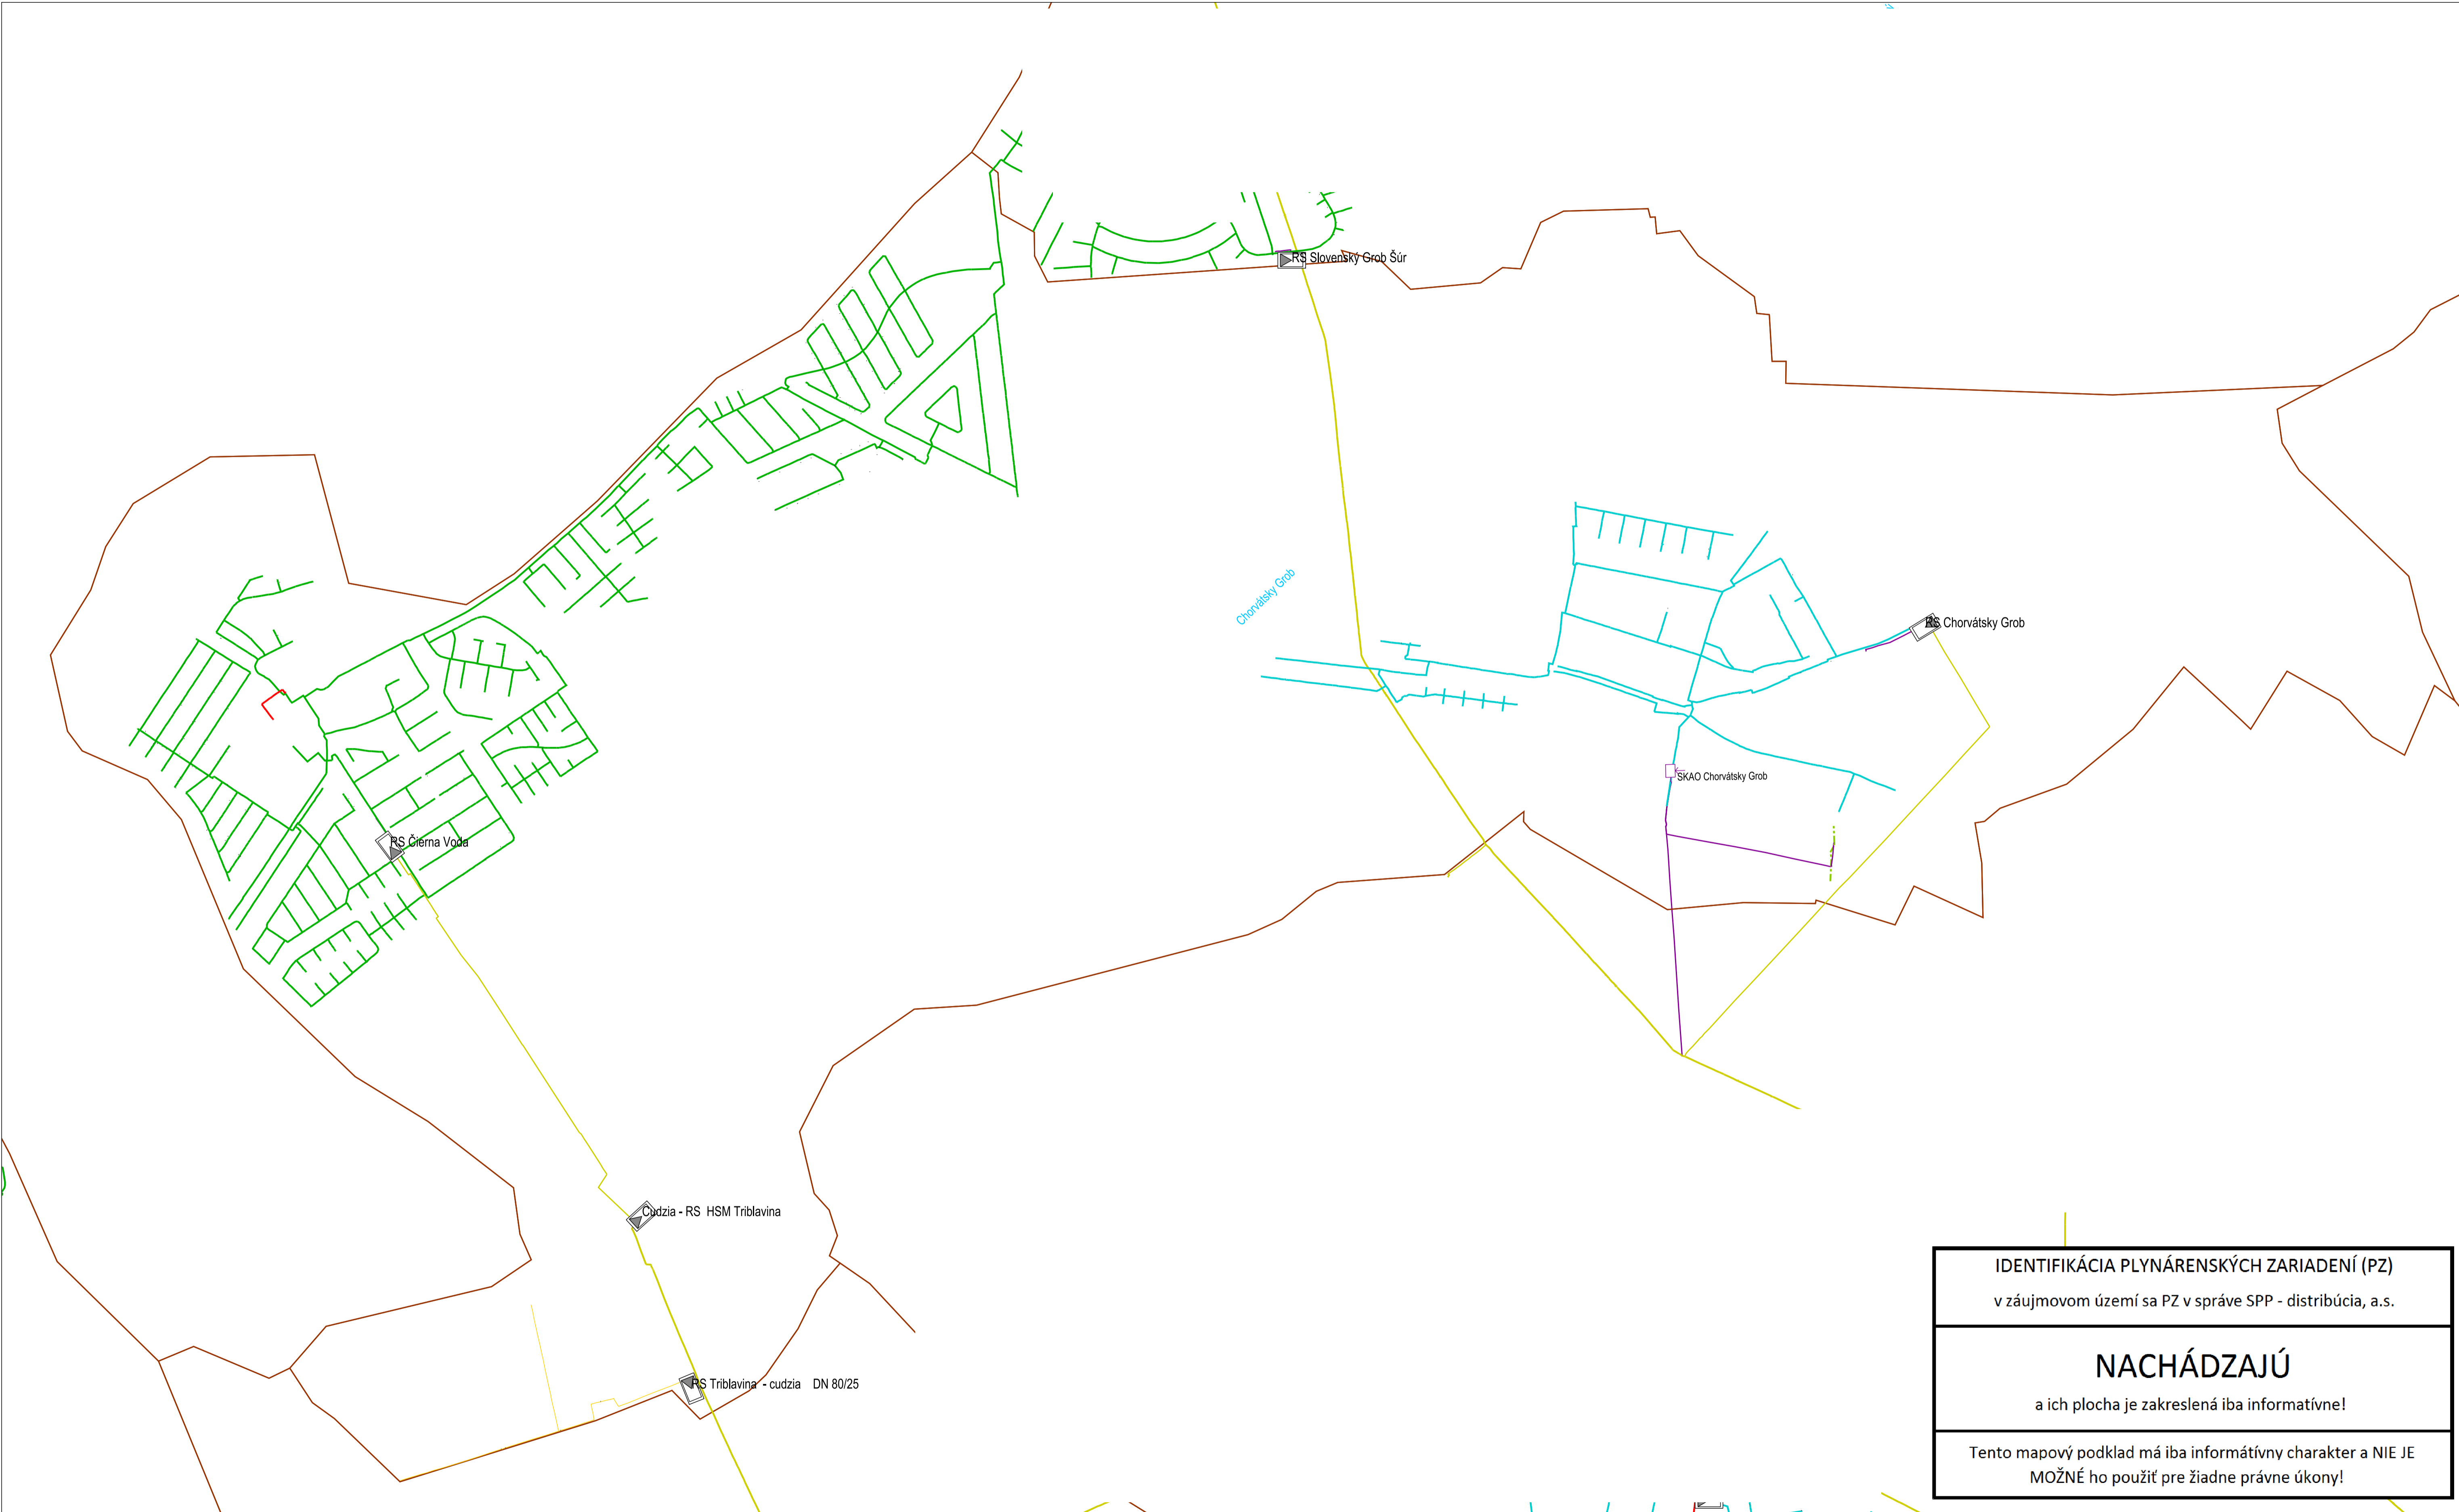 RS Slovenský Grob Šúr
Chorvátsky Grob
RS Chorvátsky Grob
SKAO Chorvátsky Grob
RS Čierna Voda
Cudzia - RS HSM Triblavina
RS Triblavina - cudzia DN 80/25
IDENTIFIKÁCIA PLYNÁRENSKÝCH ZARIADENÍ (PZ)
v záujmovom území sa PZ v správe SPP - distribúcia, a.s.
NACHÁDZAJÚ
a ich plocha je zakreslená iba informatívne!
Tento mapový podklad má iba informátívny charakter a NIE JE
MOŽNÉ ho použiť pre žiadne právne úkony!